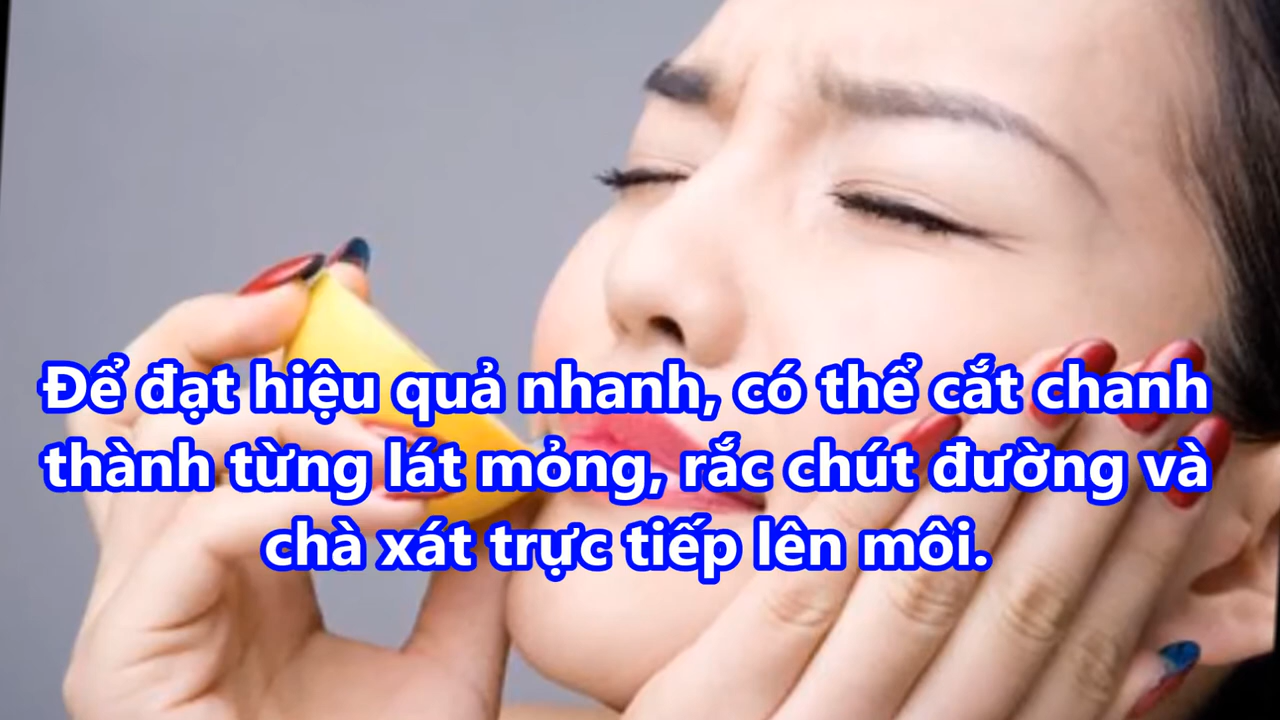 Để đạt hiệu quả nhanh, có thể cắt chanh
thành từng lát mỏng, rắc chút đường và
chà xát trực tiếp lên môi.